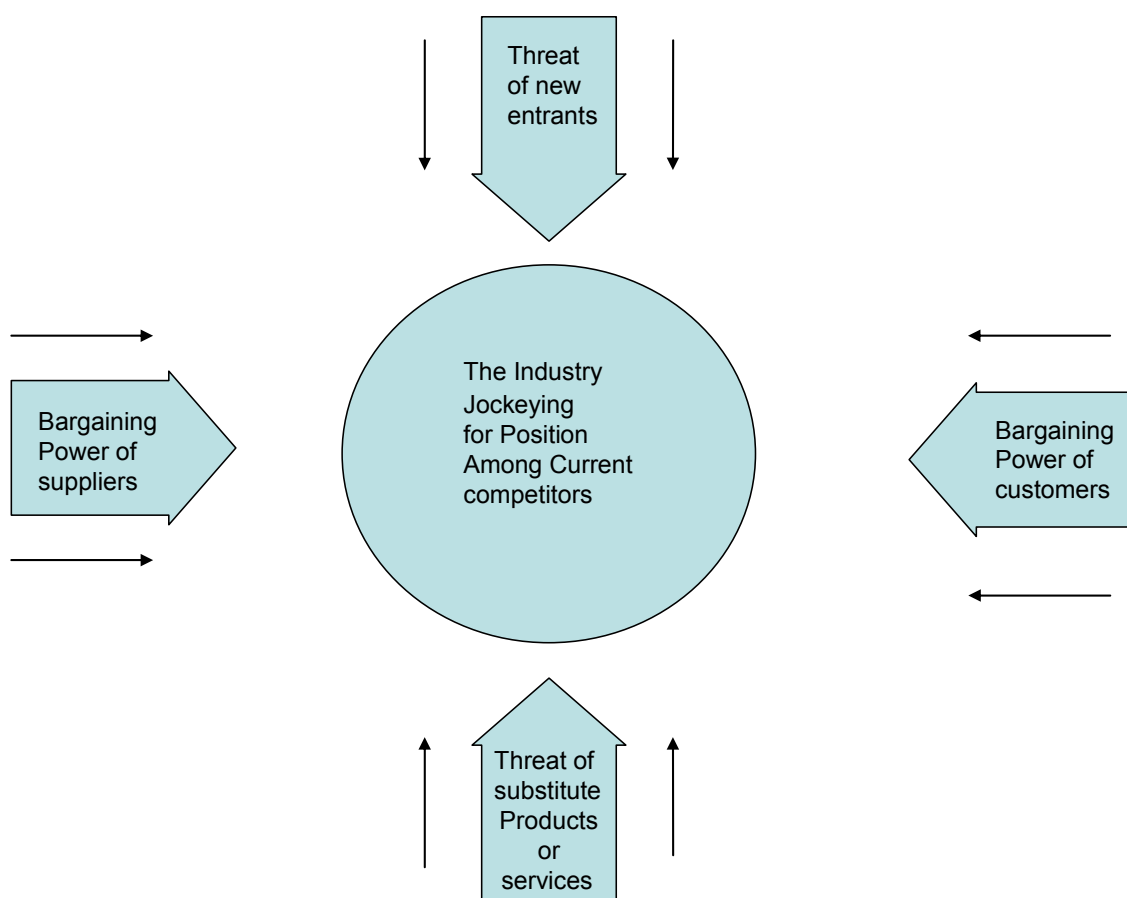 Threat
of new
entrants
The Industry
Jockeying
for Position
Among Current
competitors
Bargaining
Power of
suppliers
Bargaining
Power of
customers
Threat of
substitute
Products
or
services